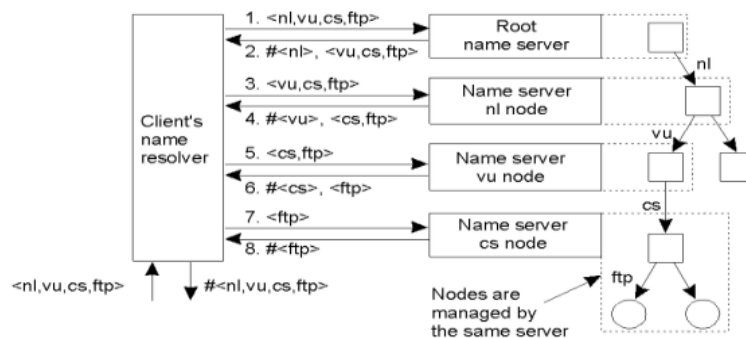 1. <nl,vu,cs,ftp>
2. #<nl>, <vu,cs,ftp>
Root
name server
nl
3. <vu,cs,ftp>
4. #<vu>, <cs,ftp>
Name server
nl node
Client's
name
resolver
vu
5. <cs,ftp>
6. #<cs>, <ftp>
Name server
vu node
cs
7. <ftp>
8. #<ftp>
Name server
cs node
ftp
<nl,vu,cs,ftp>
#<nl,vu,cs,ftp>
Nodes are
managed by
the same server